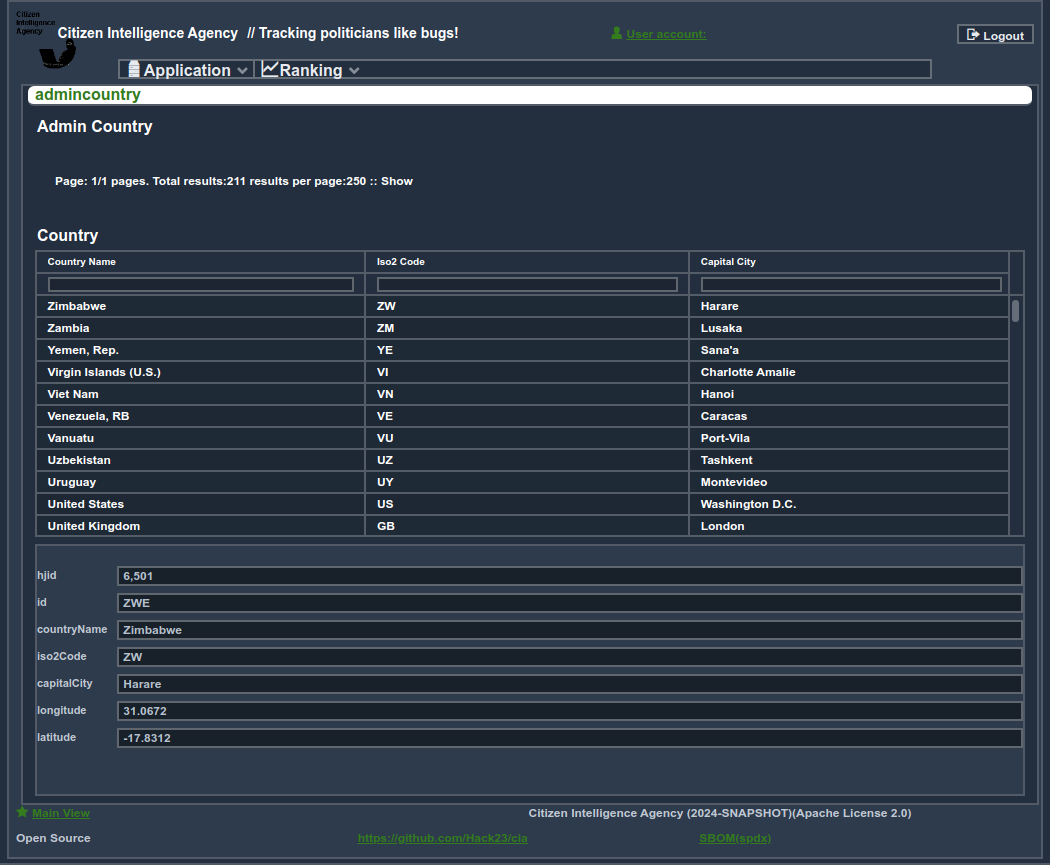 Citizen
Intelligence
Agency
Citizen Intelligence Agency // Tracking politicians like bugs!
User account:
Logout
Application Ranking
admincountry
Admin Country
Page: 1/1 pages. Total results:211 results per page:250 :: Show
Country
Country Name Iso2 Code Capital City
Zimbabwe ZW Harare
Zambia ZM Lusaka
Yemen, Rep. YE Sana'a
Virgin Islands (U.S.) VI Charlotte Amalie
Viet Nam VN Hanoi
Venezuela, RB VE Caracas
Vanuatu VU Port-Vila
Uzbekistan UZ Tashkent
Uruguay UY Montevideo
United States US Washington D.C.
United Kingdom GB London
hjid 6,501
id ZWE
countryName Zimbabwe
iso2Code ZW
capitalCity Harare
longitude 31.0672
latitude -17.8312
Main View Citizen Intelligence Agency (2024-SNAPSHOT)(Apache License 2.0)
Open Source https://github.com/Hack23/cia SBOM(spdx)